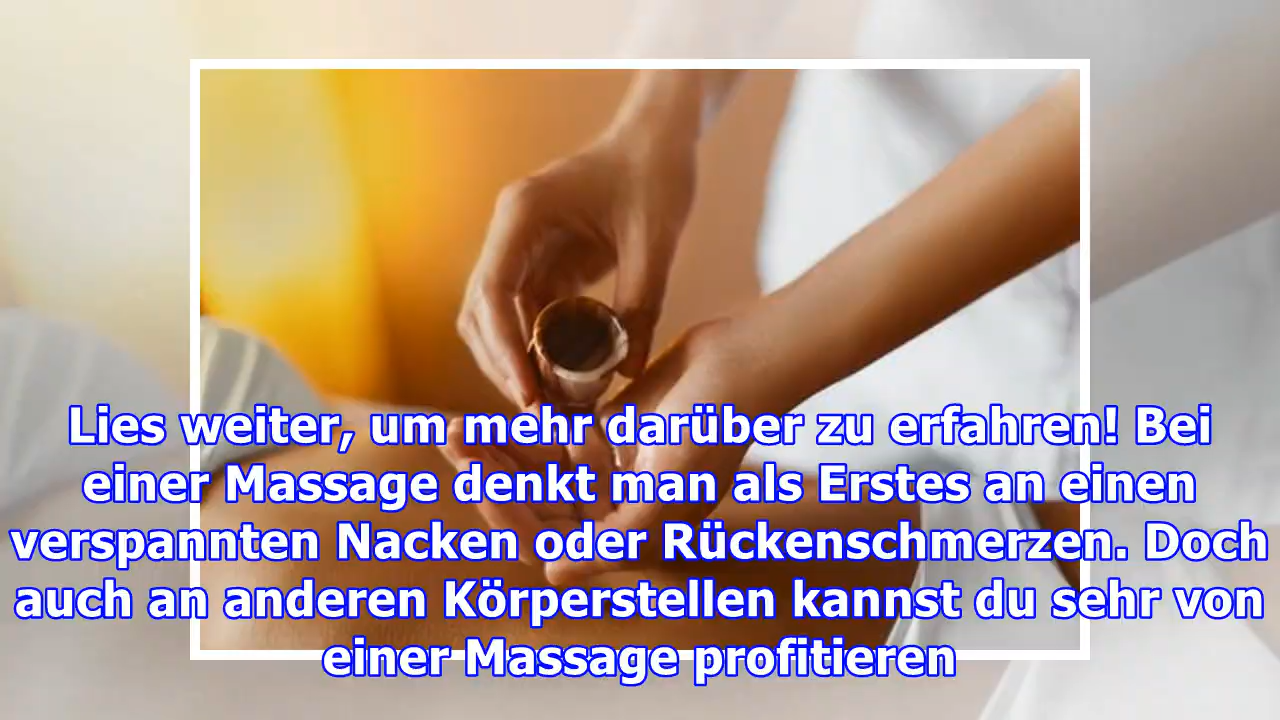 Lies weiter, um mehr darüber zu erfahren! Bei
einer Massage denkt man als Erstes an einen
verspannten Nacken oder Rückenschmerzen. Doch
auch an anderen Körperstellen kannst du sehr von
einer Massage profitieren